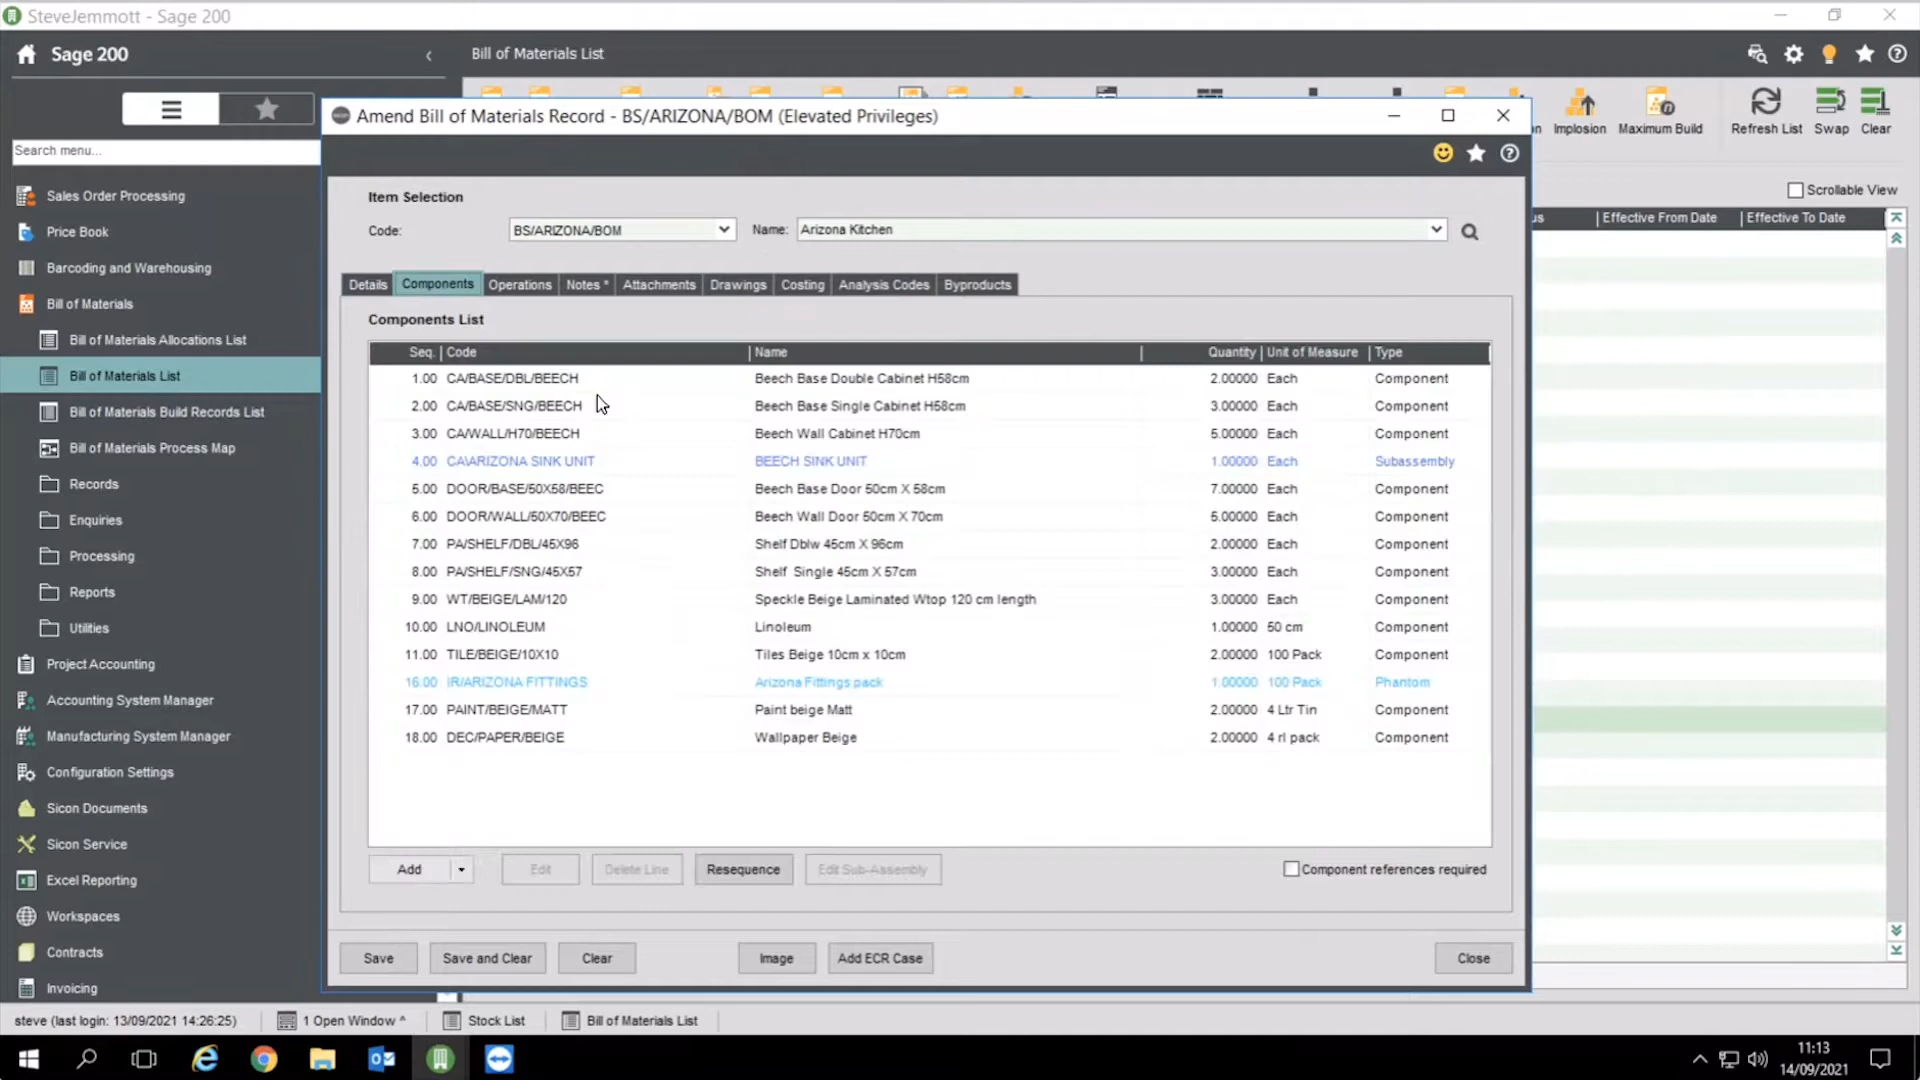 SteveJemmott - Sage 200
Sage 200
Bill of Materials List
Search menu...
Sales Order Processing
Price Book
Barcoding and Warehousing
Bill of Materials
Bill of Materials Allocations List
Bill of Materials List
Bill of Materials Build Records List
Bill of Materials Process Map
Records
Enquiries
Processing
Reports
Utilities
Project Accounting
Accounting System Manager
Manufacturing System Manager
Configuration Settings
Sicon Documents
Sicon Service
Excel Reporting
Workspaces
Contracts
Invoicing
Implosion Maximum Build Refresh List Swap Clear
Scrollable View
us Effective From Date Effective To Date
Amend Bill of Materials Record - BS/ARIZONA/BOM (Elevated Privileges)
Item Selection
Code: BS/ARIZONA/BOM Name: Arizona Kitchen
Details Components Operations Notes * Attachments Drawings Costing Analysis Codes Byproducts
Components List
Seq. Code Name Quantity Unit of Measure Type
1.00 CA/BASE/DBL/BEECH Beech Base Double Cabinet H58cm 2.00000 Each Component
2.00 CA/BASE/SNG/BEECH Beech Base Single Cabinet H58cm 3.00000 Each Component
3.00 CA/WALL/H70/BEECH Beech Wall Cabinet H70cm 5.00000 Each Component
4.00 CA\ARIZONA SINK UNIT BEECH SINK UNIT 1.00000 Each Subassembly
5.00 DOOR/BASE/50X58/BEEC Beech Base Door 50cm X 58cm 7.00000 Each Component
6.00 DOOR/WALL/50X70/BEEC Beech Wall Door 50cm X 70cm 5.00000 Each Component
7.00 PA/SHELF/DBL/45X96 Shelf Dblw 45cm X 96cm 2.00000 Each Component
8.00 PA/SHELF/SNG/45X57 Shelf Single 45cm X 57cm 3.00000 Each Component
9.00 WT/BEIGE/LAM/120 Speckle Beige Laminated Wtop 120 cm length 3.00000 Each Component
10.00 LNO/LINOLEUM Linoleum 1.00000 50 cm Component
11.00 TILE/BEIGE/10X10 Tiles Beige 10cm x 10cm 2.00000 100 Pack Component
16.00 IR/ARIZONA FITTINGS Arizona Fittings pack 1.00000 100 Pack Phantom
17.00 PAINT/BEIGE/MATT Paint beige Matt 2.00000 4 Ltr Tin Component
18.00 DEC/PAPER/BEIGE Wallpaper Beige 2.00000 4 rl pack Component
Add Edit Delete Line Resequence Edit Sub-Assembly Component references required
Save Save and Clear Clear Image Add ECR Case Close
steve (last login: 13/09/2021 14:26:25) 1 Open Window ^ Stock List Bill of Materials List
11:13
14/09/2021